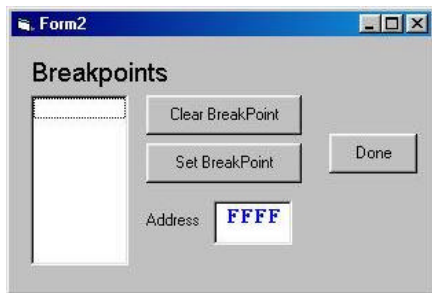 Form2
Breakpoints
Clear BreakPoint
Set BreakPoint
Done
Address FFFF